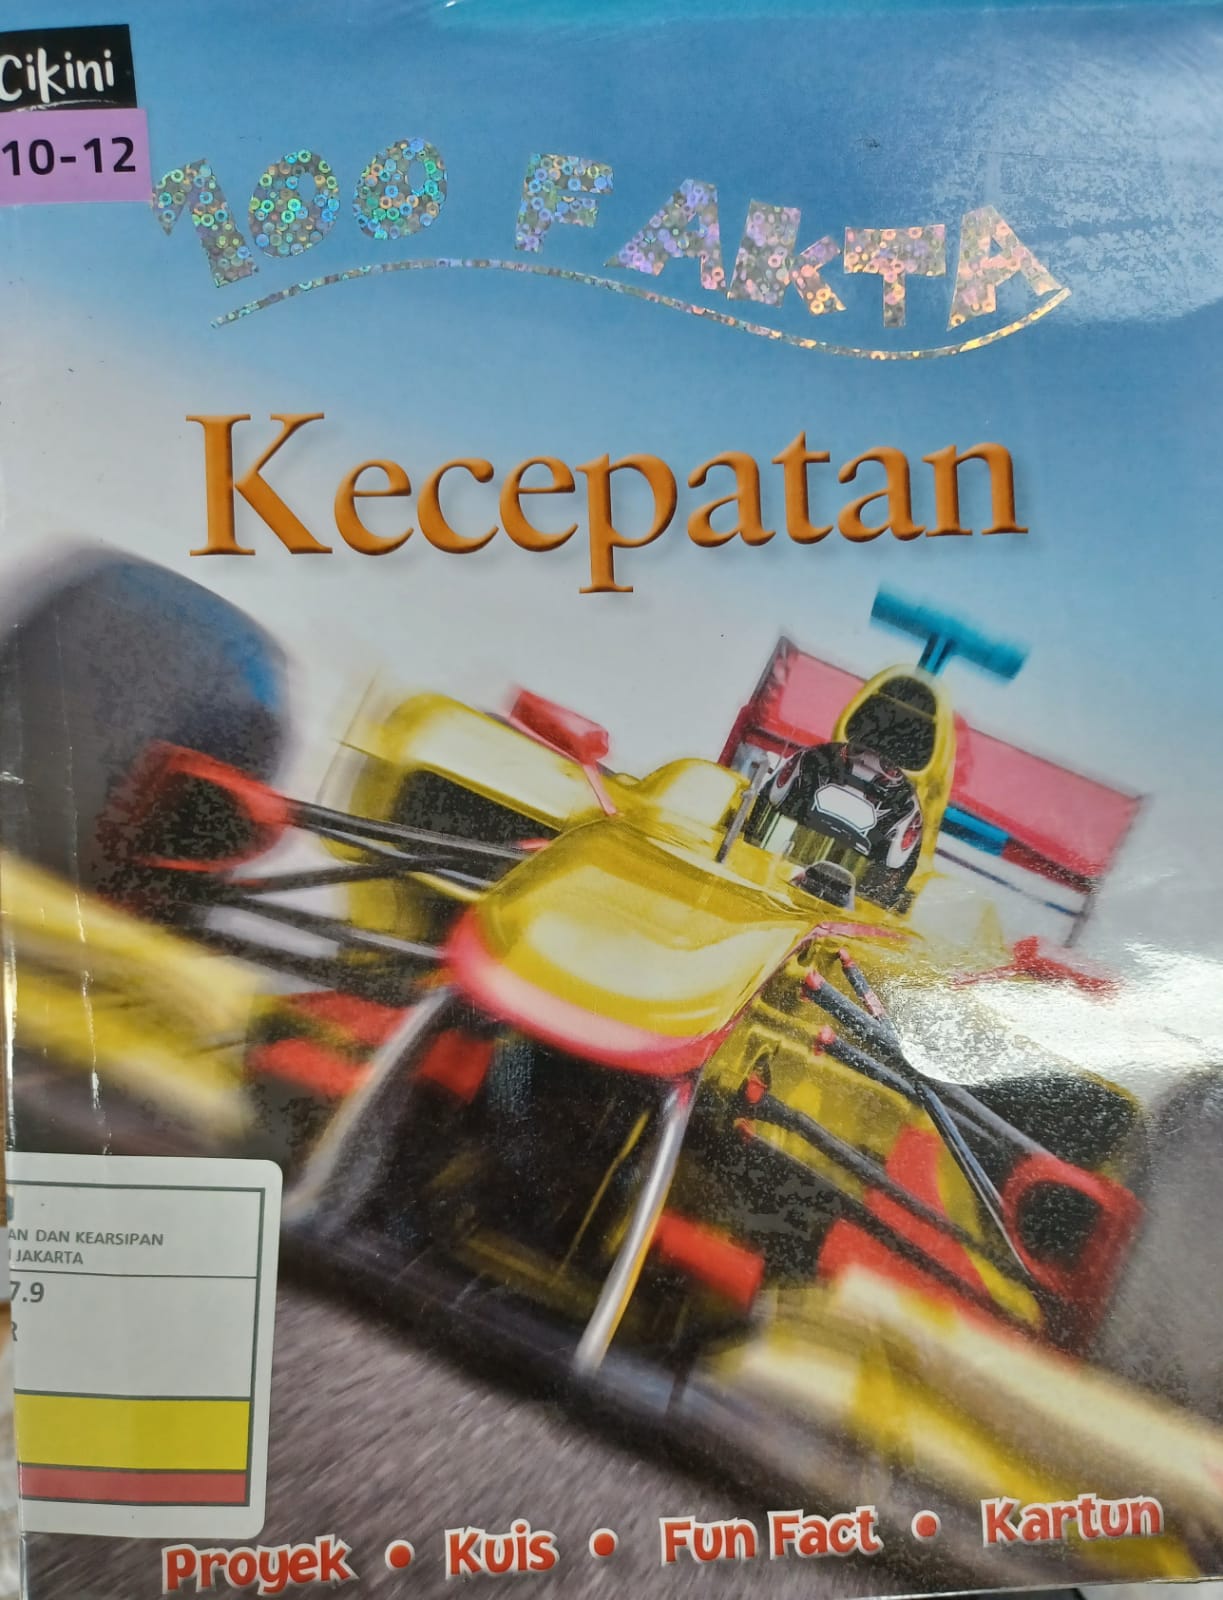 Cikini
10-12
100 FAKTA
Kecepatan
AN DAN KEARSIPAN
JAKARTA
7.9
R
Proyek • Kuis • Fun Fact • Kartun